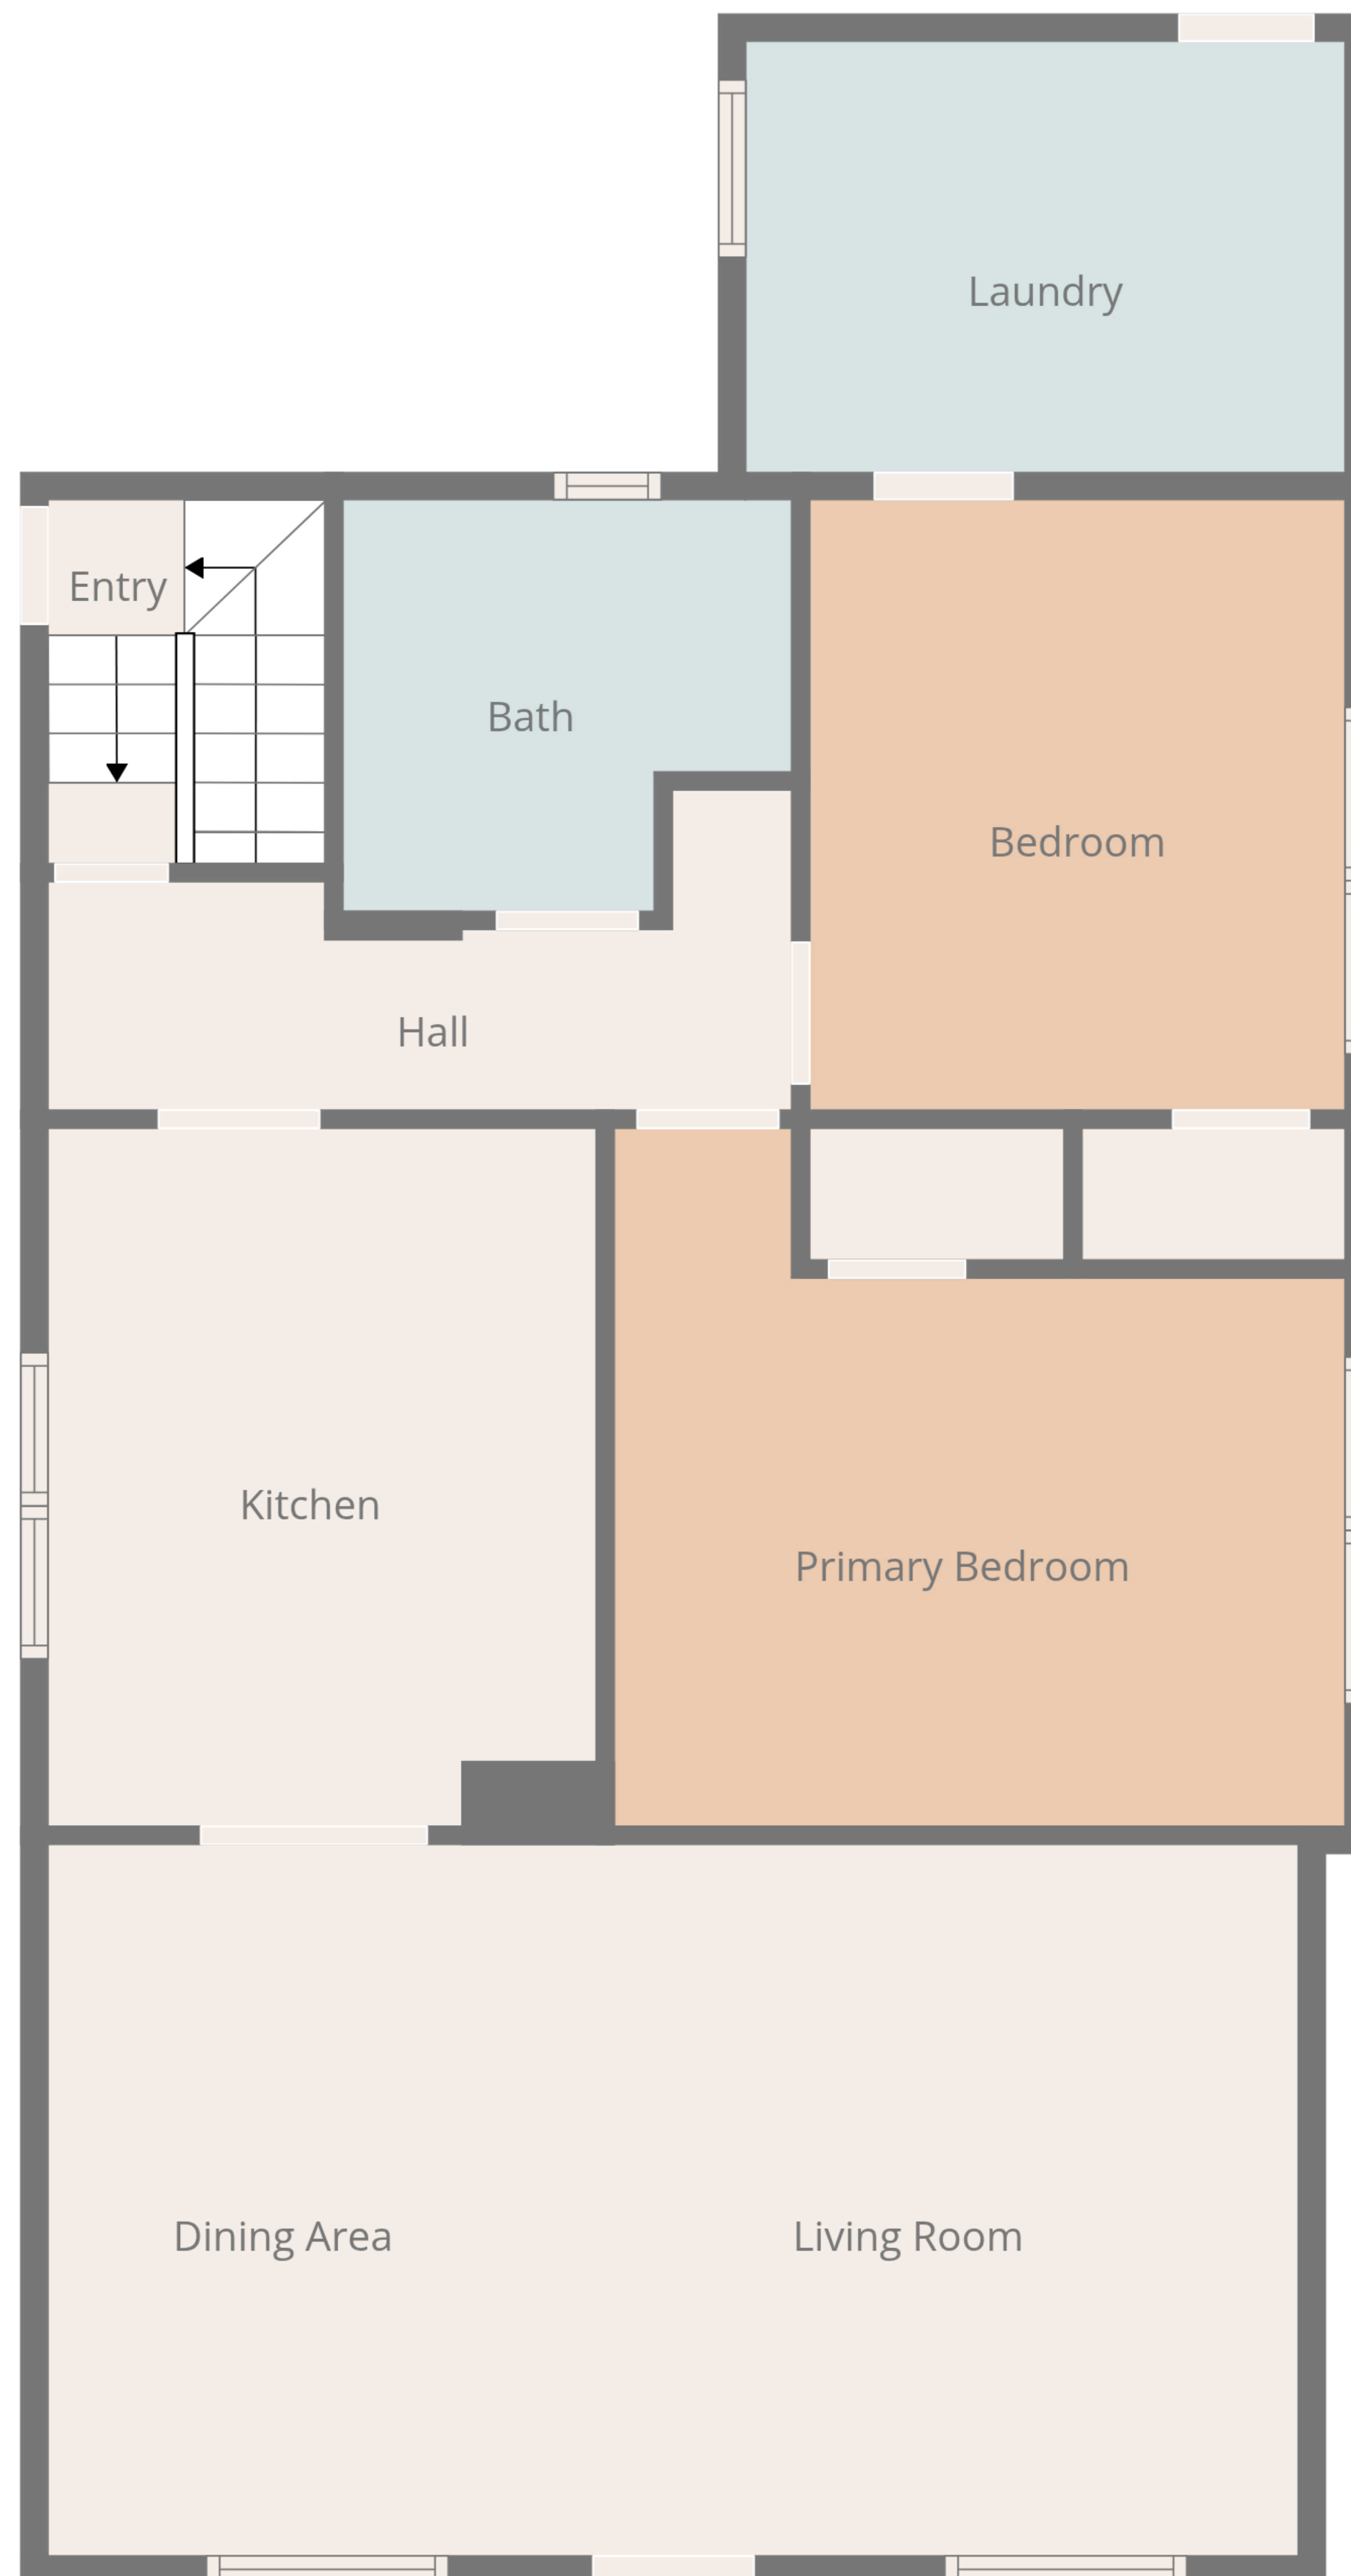 Laundry
Entry
Bath
Bedroom
Hall
Kitchen
Primary Bedroom
Dining Area
Living Room